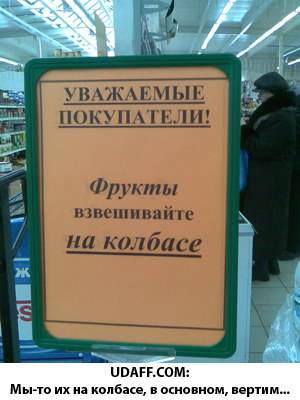 УВАЖАЕМЫЕ
ПОКУПАТЕЛИ!
Фрукты
взвешивайте
на колбасе
UDAFF.COM:
Мы-то их на колбасе, в основном, вертим...